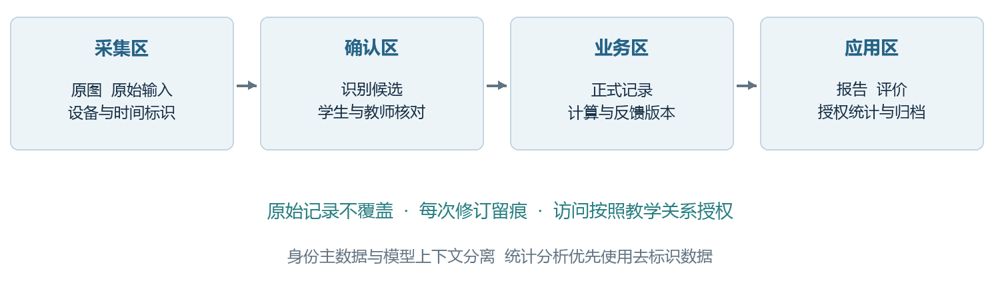 采集区
原图 原始输入
设备与时间标识
确认区
识别候选
学生与教师核对
业务区
正式记录
计算与反馈版本
应用区
报告 评价
授权统计与归档
原始记录不覆盖 · 每次修订留痕 · 访问按照教学关系授权
身份主数据与模型上下文分离 统计分析优先使用去标识数据